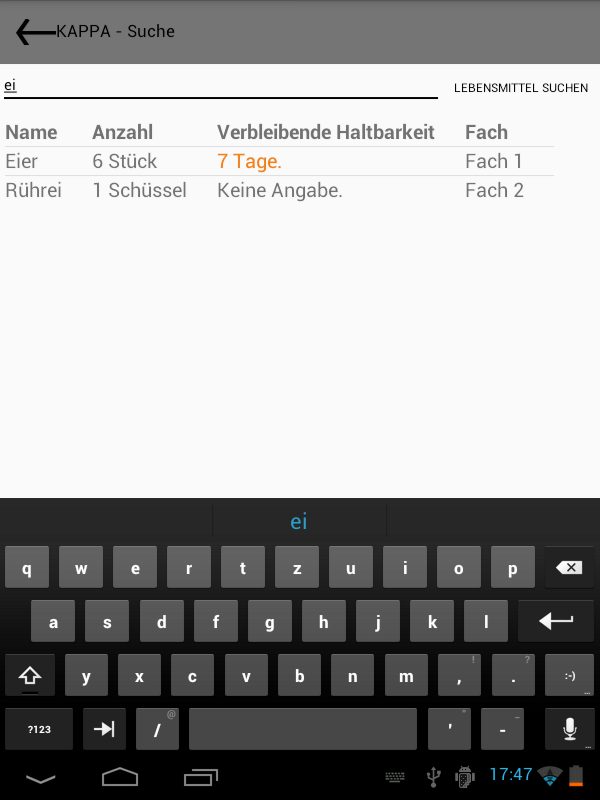 KAPPA - Suche
ei LEBENSMITTEL SUCHEN
Name Anzahl Verbleibende Haltbarkeit Fach
Eier 6 Stück 7 Tage. Fach 1
Rührei 1 Schüssel Keine Angabe. Fach 2
ei
q w e r t z u i o p
a s d f g h j k l
! ?
y x c v b n m , . :-) ...
@ " _
?123 / ' - ...
17:47